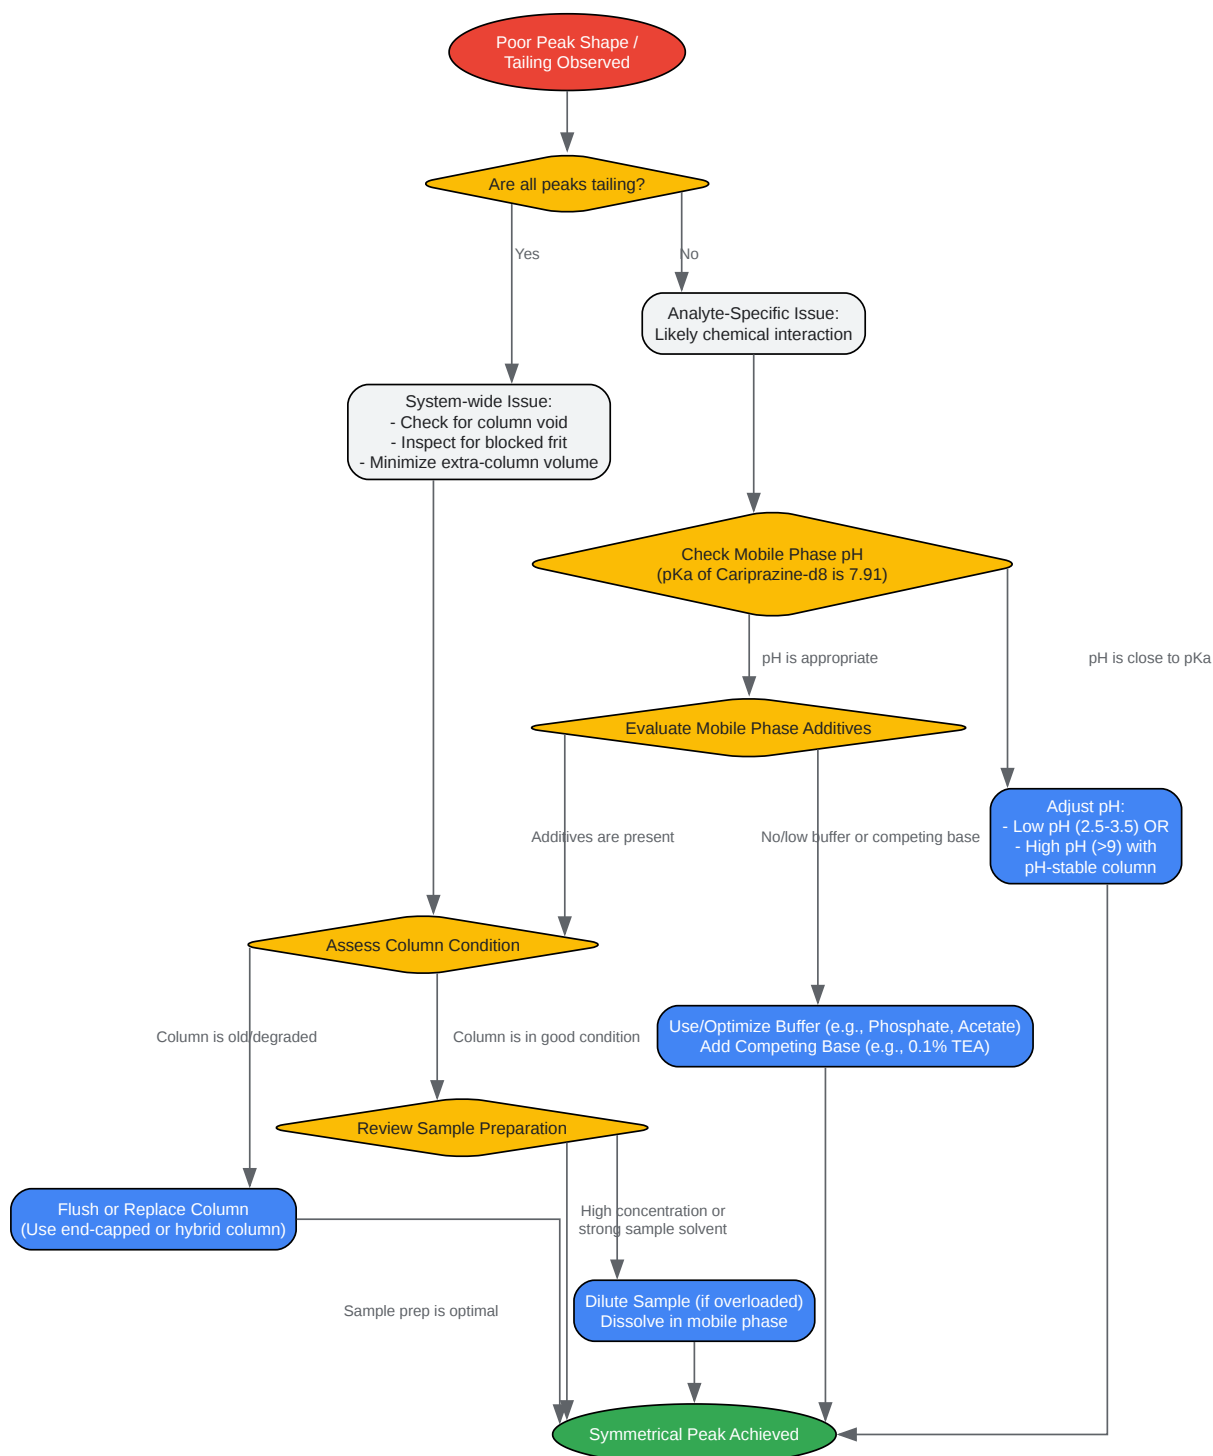 Poor Peak Shape /
Tailing Observed
Are all peaks tailing?
Yes
No
Analyte-Specific Issue:
Likely chemical interaction
System-wide Issue:
- Check for column void
- Inspect for blocked frit
- Minimize extra-column volume
Check Mobile Phase pH
(pKa of Cariprazine-d8 is 7.91)
pH is appropriate
pH is close to pKa
Evaluate Mobile Phase Additives
Additives are present
No/low buffer or competing base
Adjust pH:
- Low pH (2.5-3.5) OR
- High pH (>9) with
pH-stable column
Assess Column Condition
Column is old/degraded
Column is in good condition
Use/Optimize Buffer (e.g., Phosphate, Acetate)
Add Competing Base (e.g., 0.1% TEA)
Review Sample Preparation
Flush or Replace Column
(Use end-capped or hybrid column)
High concentration or
strong sample solvent
Sample prep is optimal
Dilute Sample (if overloaded)
Dissolve in mobile phase
Symmetrical Peak Achieved